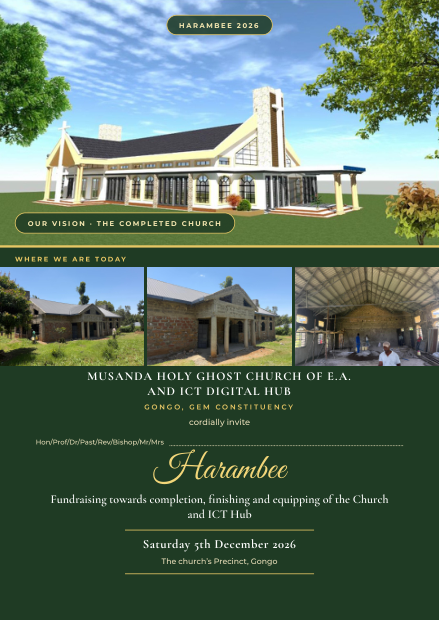 HARAMBEE 2026
OUR VISION - THE COMPLETED CHURCH
WHERE WE ARE TODAY
MUSANDA HOLY GHOST CHURCH OF E.A.
AND ICT DIGITAL HUB
GONGO, GEM CONSTITUENCY
cordially invite
Hon/Prof/Dr/Past/Rev/Bishop/Mr/Mrs
Harambee
Fundraising towards completion, finishing and equipping of the Church
and ICT Hub
Saturday 5th December 2026
The church's Precinct, Gongo